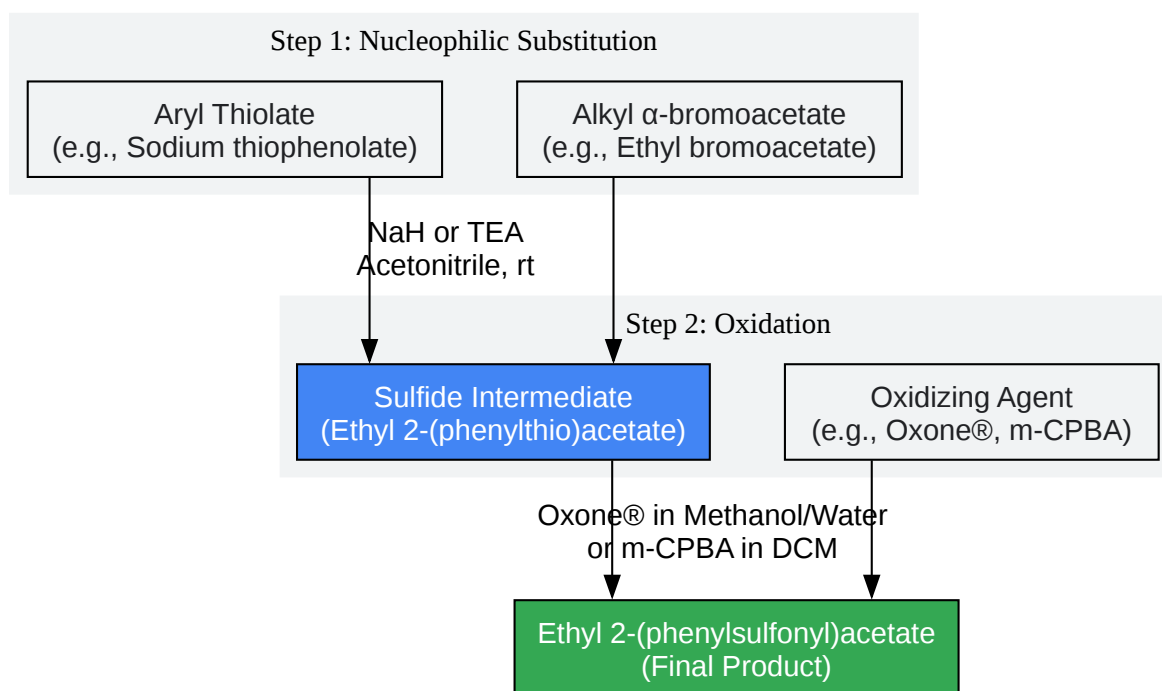 Step 1: Nucleophilic Substitution
Aryl Thiolate
(e.g., Sodium thiophenolate)
Alkyl α-bromoacetate
(e.g., Ethyl bromoacetate)
NaH or TEA
Acetonitrile, rt
Step 2: Oxidation
Sulfide Intermediate
(Ethyl 2-(phenylthio)acetate)
Oxidizing Agent
(e.g., Oxone®, m-CPBA)
Oxone® in Methanol/Water
or m-CPBA in DCM
Ethyl 2-(phenylsulfonyl)acetate
(Final Product)